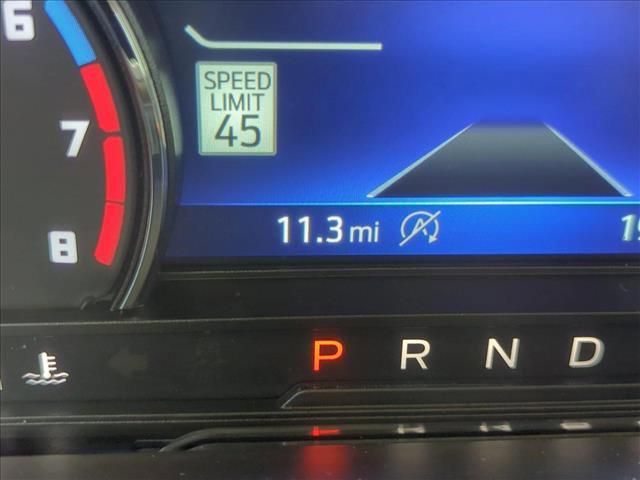 6
7
8
SPEED
LIMIT
45
11.3 mi
P R N D